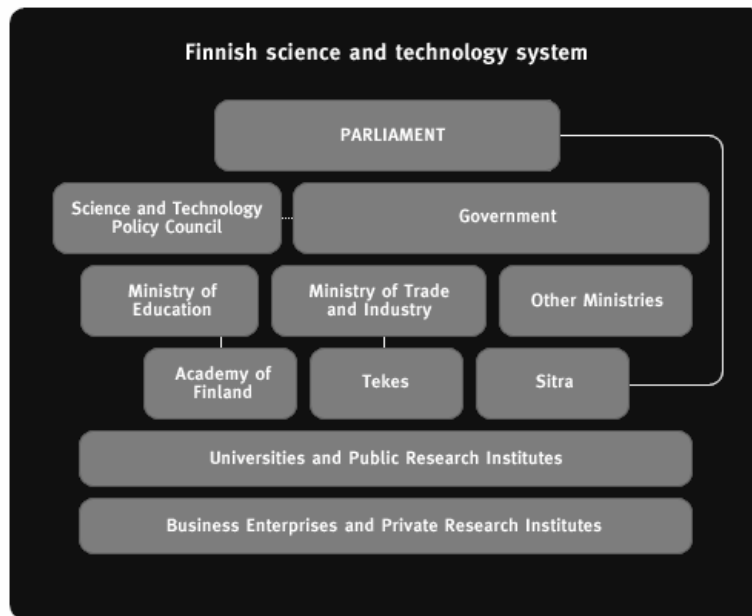 Finnish science and technology system
PARLIAMENT
Science and Technology
Policy Council
Government
Ministry of
Education
Ministry of Trade
and Industry
Other Ministries
Academy of
Finland
Tekes
Sitra
Universities and Public Research Institutes
Business Enterprises and Private Research Institutes